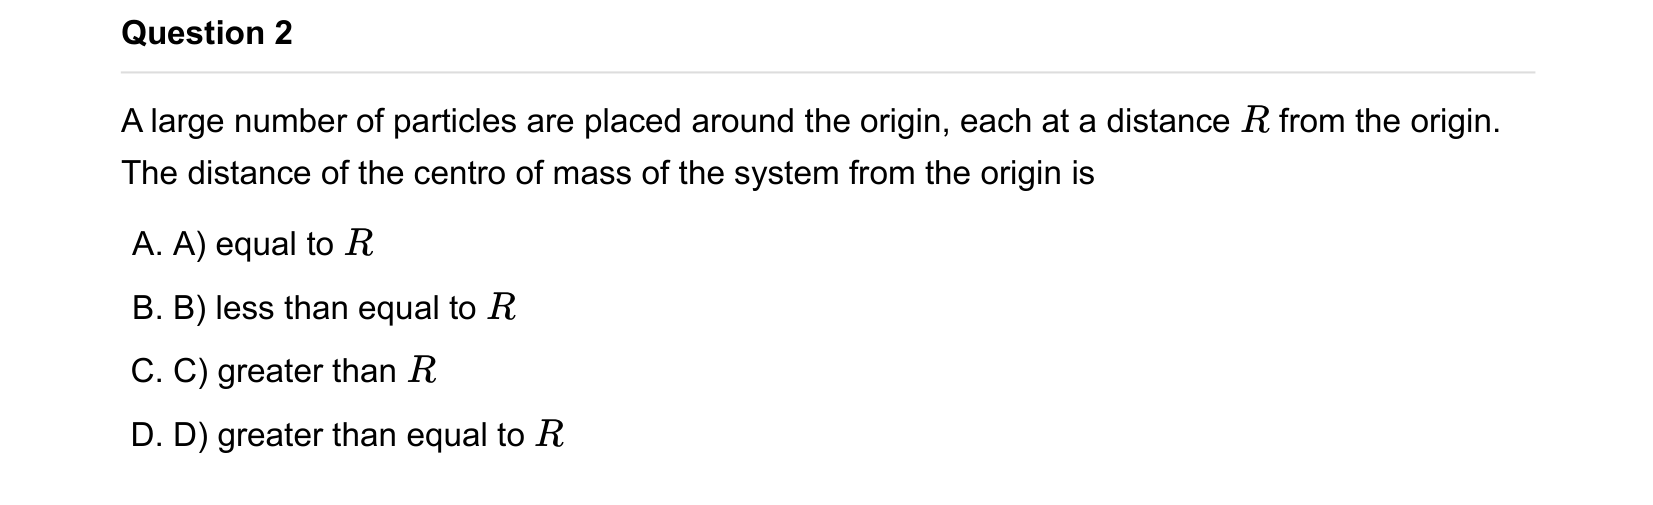 Question 2
A large number of particles are placed around the origin, each at a distance R from the origin.
The distance of the centro of mass of the system from the origin is
A. A) equal to R
B. B) less than equal to R
C. C) greater than R
D. D) greater than equal to R